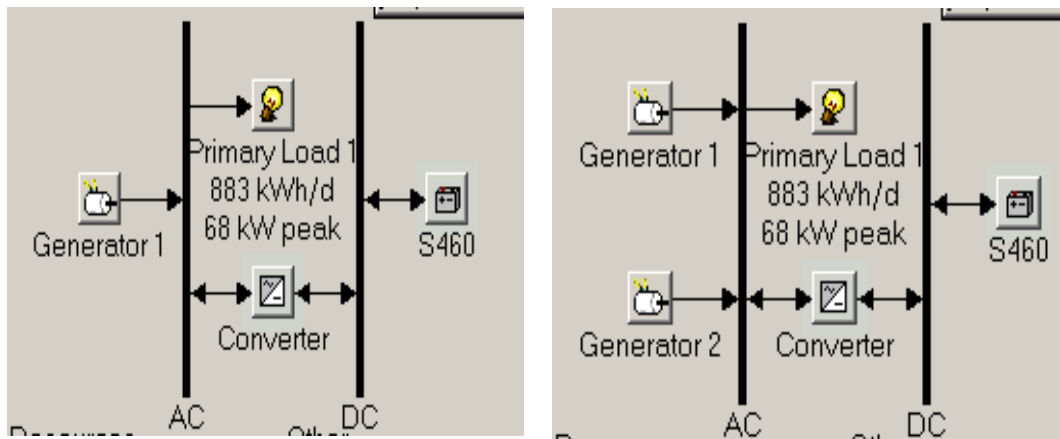 Primary Load 1
883 kWh/d
68 kW peak
Generator 1
S460
Converter
AC
DC
Generator 1
Primary Load 1
883 kWh/d
68 kW peak
S460
Generator 2
Converter
AC
DC